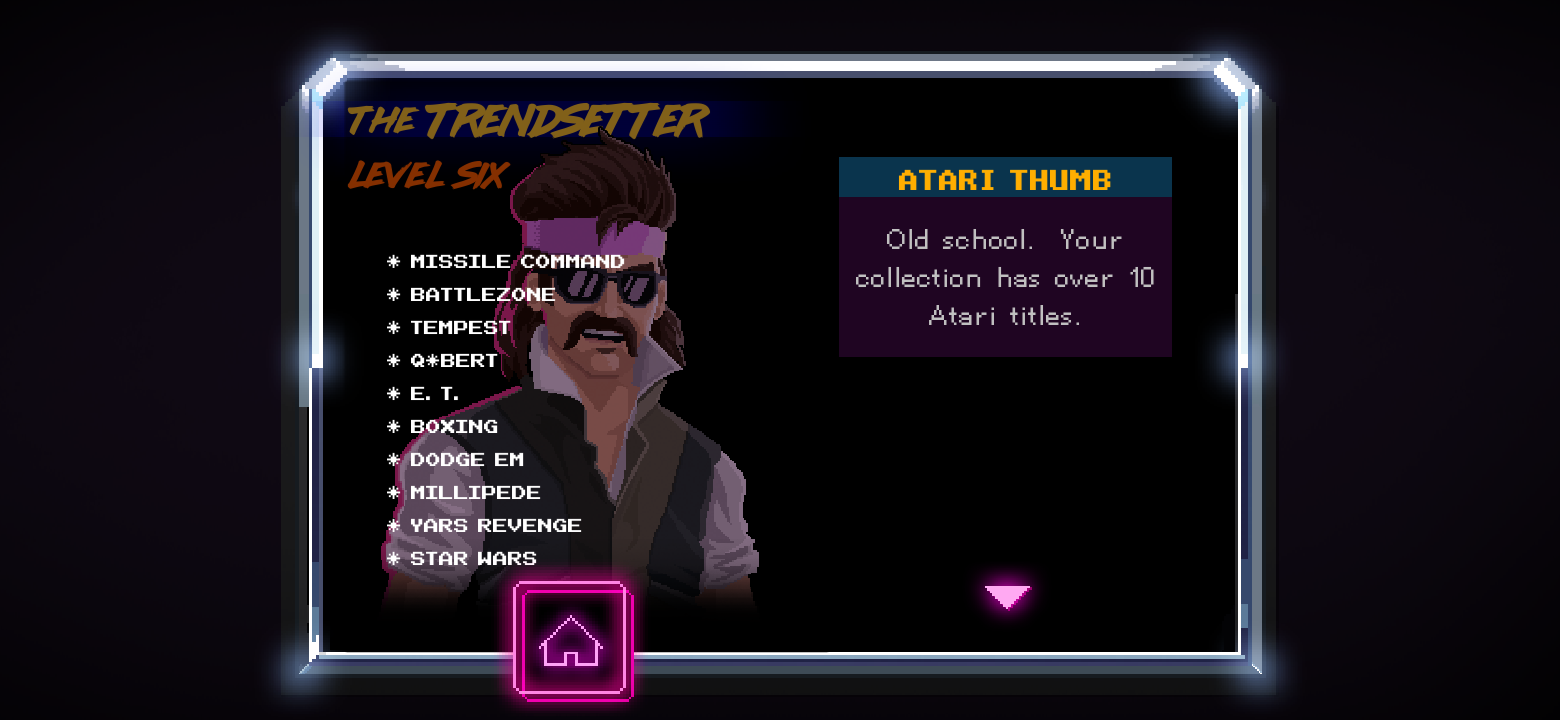 THE TRENDSETTER
LEVEL SIX
* MISSILE COMMAND
* BATTLEZONE
* TEMPEST
* Q*BERT
* E. T.
* BOXING
* DODGE EM
* MILLIPEDE
* YARS REVENGE
* STAR WARS
ATARI THUMB
Old school. Your
collection has over 10
Atari titles.